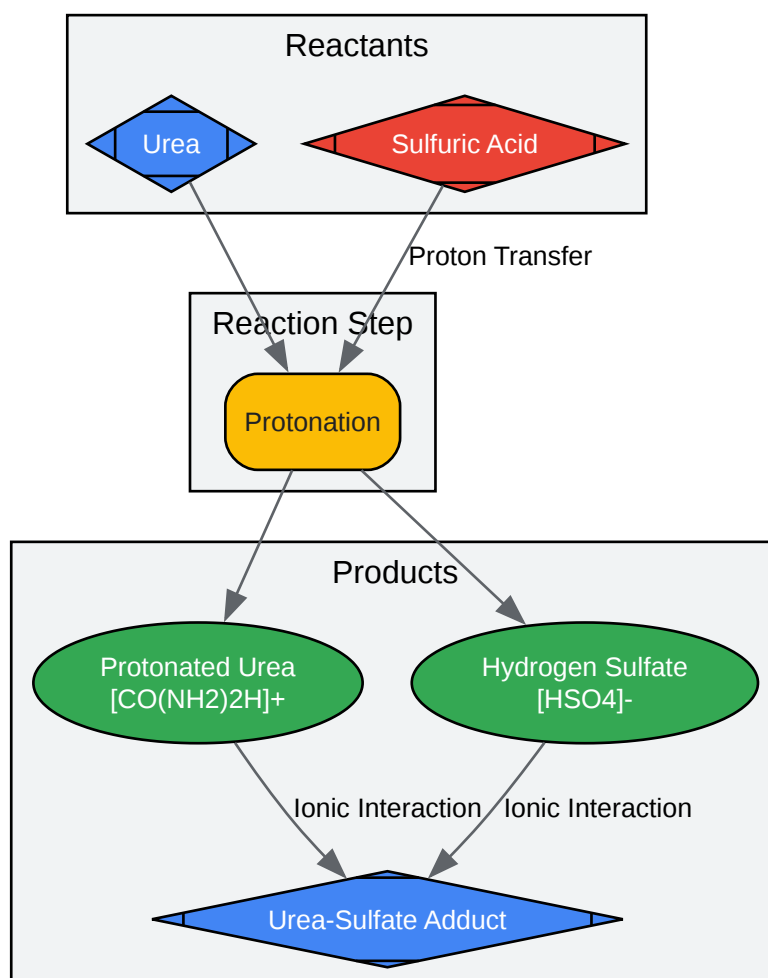 Reactants
Urea
Sulfuric Acid
Proton Transfer
Reaction Step
Protonation
Products
Protonated Urea
[CO(NH2)2H]+
Hydrogen Sulfate
[HSO4]-
Ionic Interaction
Ionic Interaction
Urea-Sulfate Adduct